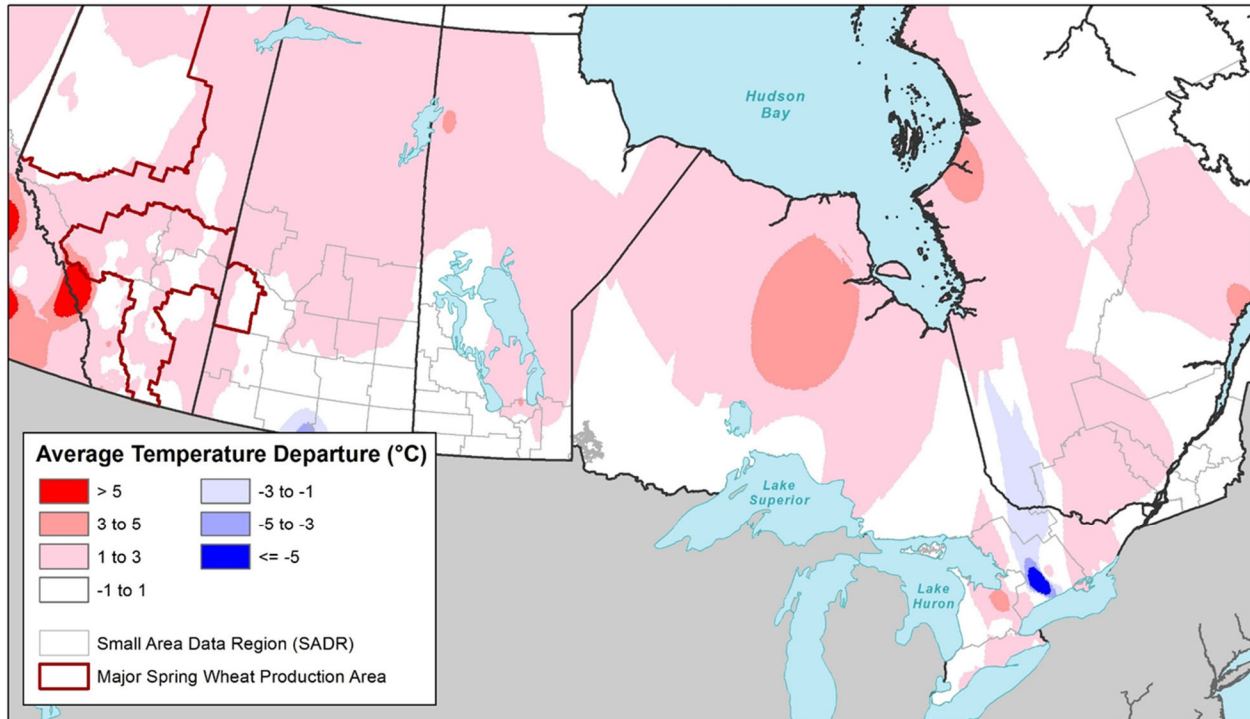 Hudson
Bay
Lake
Superior
Lake
Huron
Average Temperature Departure (°C)
> 5
-3 to -1
3 to 5
-5 to -3
1 to 3
<= -5
-1 to 1
Small Area Data Region (SADR)
Major Spring Wheat Production Area